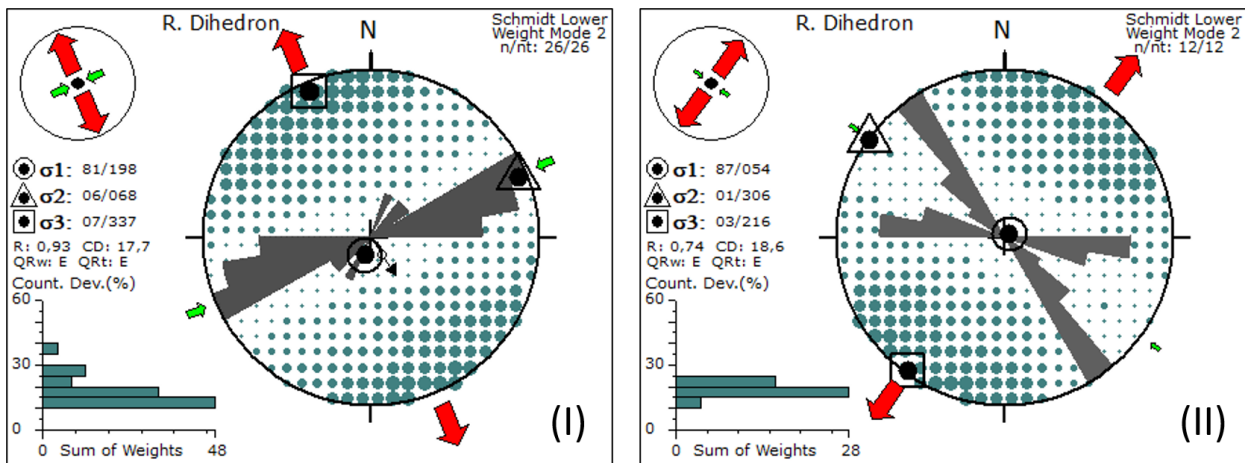 R. Dihedron
N
Schmidt Lower
Weight Mode 2
n/nt: 26/26
σ1: 81/198
σ2: 06/068
σ3: 07/337
R: 0,93 CD: 17,7
QRw: E QRt: E
Count. Dev.(%)
60
30
0
0 Sum of Weights 48
(I)
R. Dihedron
N
Schmidt Lower
Weight Mode 2
n/nt: 12/12
σ1: 87/054
σ2: 01/306
σ3: 03/216
R: 0,74 CD: 18,6
QRw: E QRt: E
Count. Dev.(%)
60
30
0
0 Sum of Weights 28
(II)